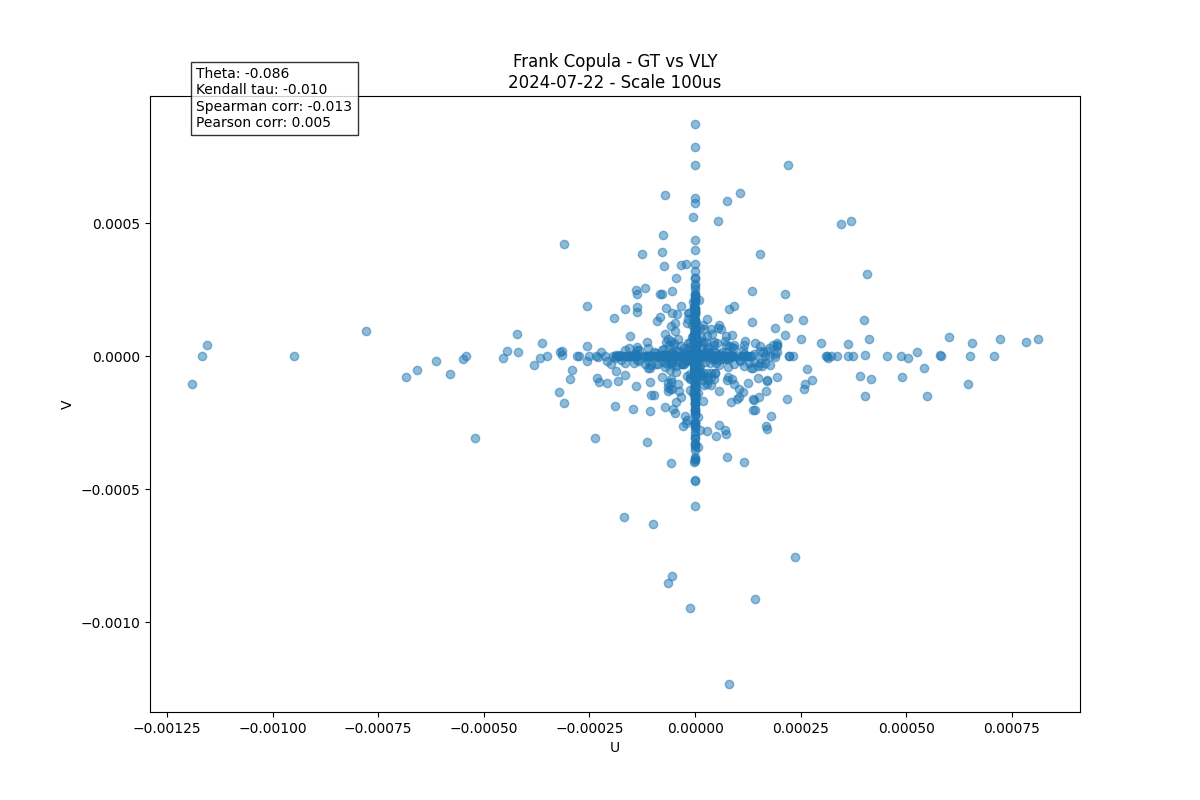 Frank Copula - GT vs VLY
2024-07-22 - Scale 100us
Theta: -0.086
Kendall tau: -0.010
Spearman corr: -0.013
Pearson corr: 0.005
0.0005
0.0000
−0.0005
−0.0010
V
−0.00125 −0.00100 −0.00075 −0.00050 −0.00025 0.00000 0.00025 0.00050 0.00075
U